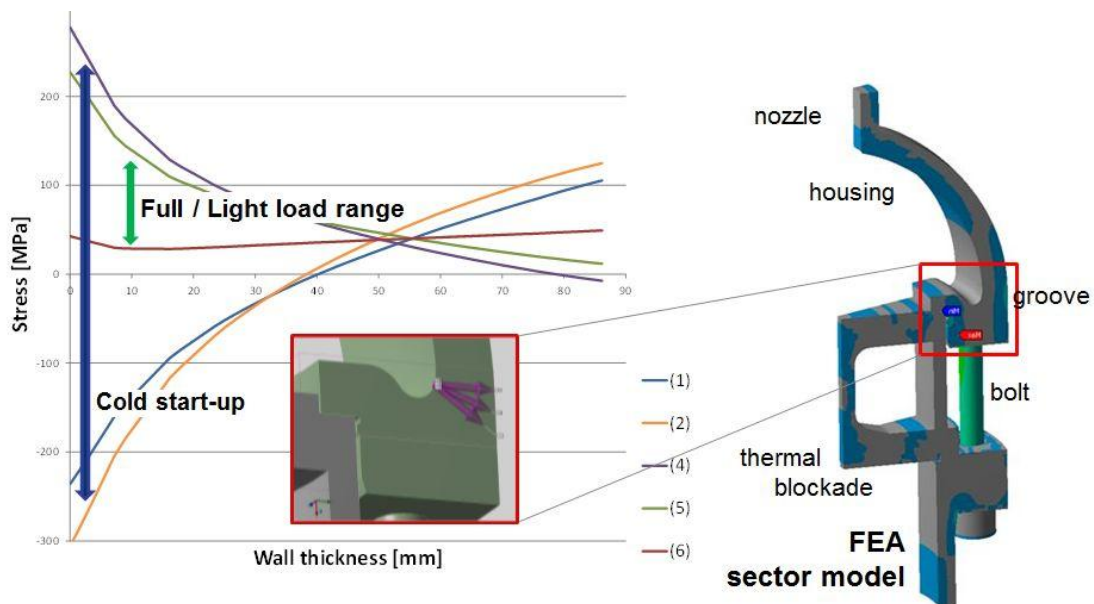 200
100
0
-100
-200
-300
0
10
20
30
40
50
60
70
80
90
Stress [MPa]
Wall thickness [mm]
Full / Light load range
Cold start-up
(1)
(2)
(4)
(5)
(6)
nozzle
housing
groove
bolt
thermal
blockade
FEA
sector model